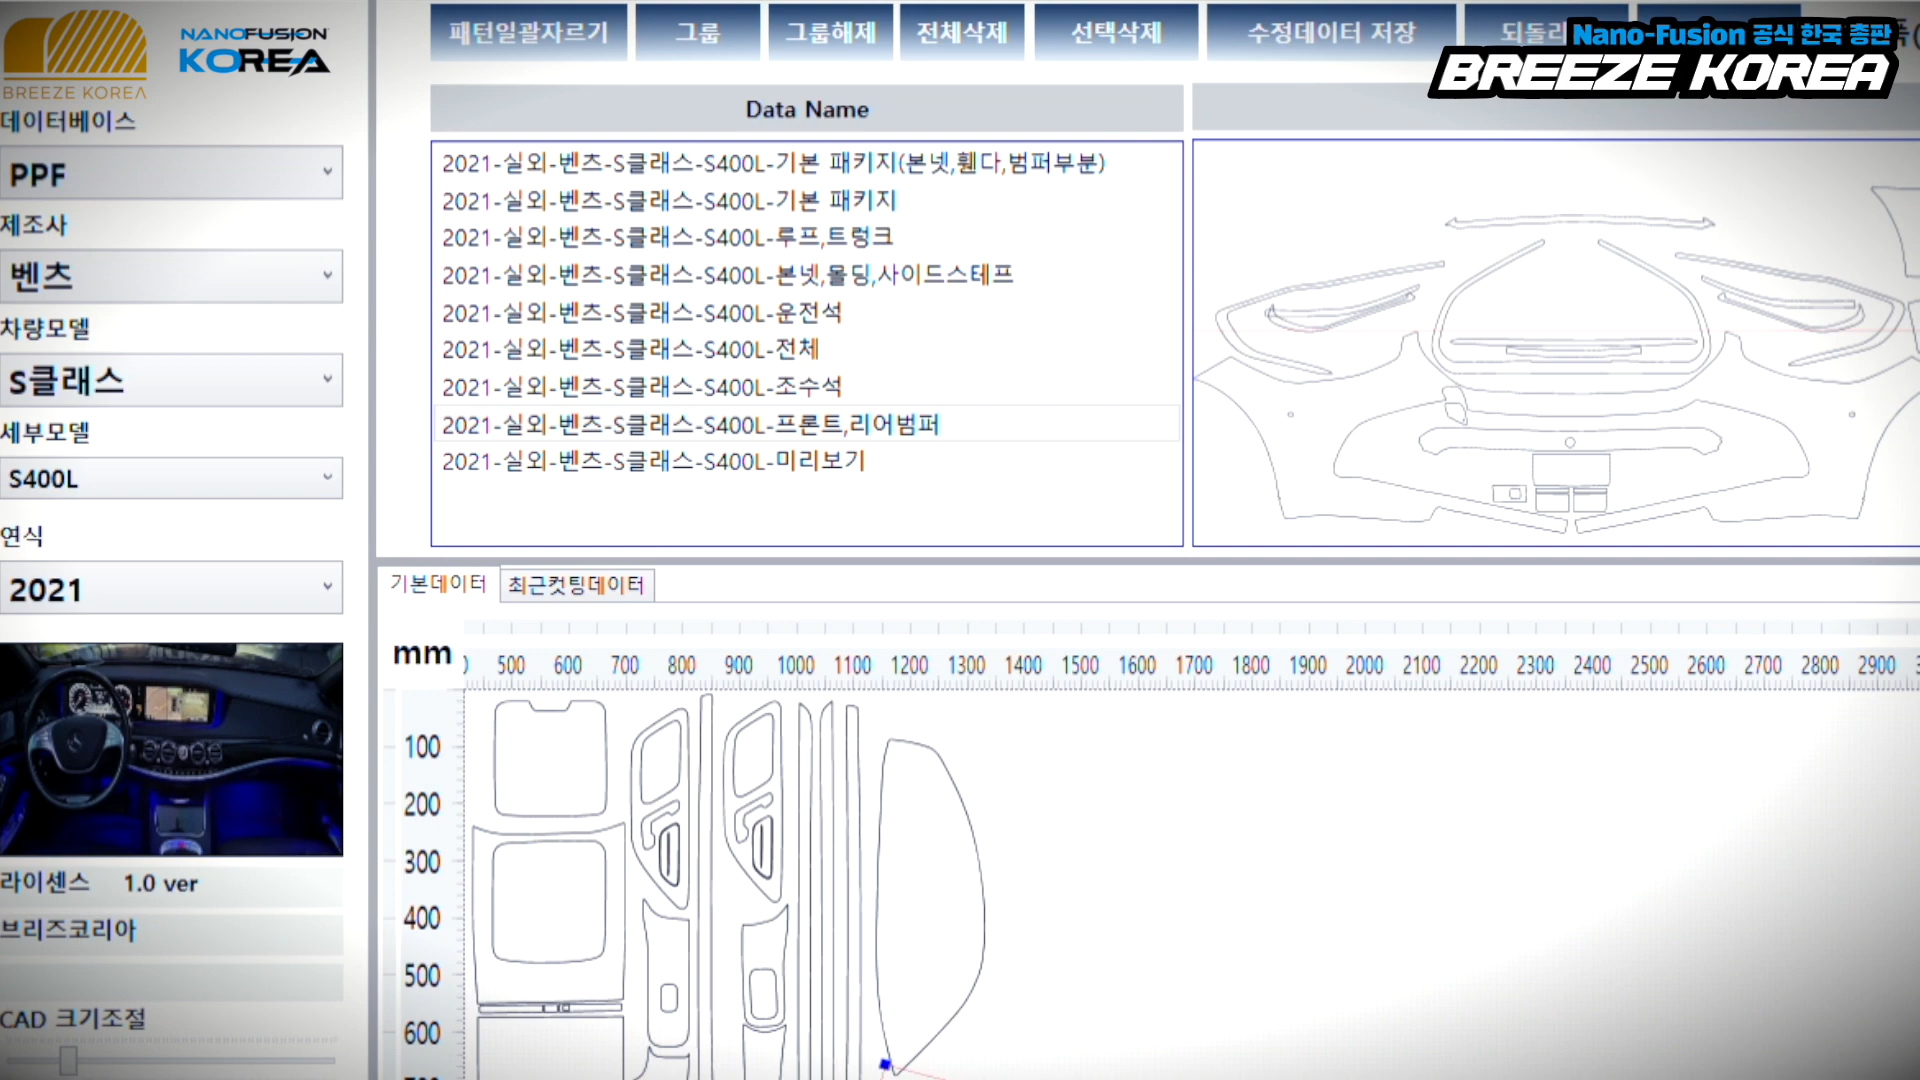 NANOFUSION
KOREA
BREEZE KOREA
패턴일괄자르기
그룹
그룹해제
전체삭제
선택삭제
수정데이터 저장
Nano-Fusion 공식 한국 총판
BREEZE KOREA
데이터베이스
PPF
제조사
벤츠
차량모델
S클래스
세부모델
S400L
연식
2021
라이센스 1.0 ver
브리즈코리아
CAD 크기조절
Data Name
2021-실외-벤츠-S클래스-S400L-기본 패키지(본넷,휀다,범퍼부분)
2021-실외-벤츠-S클래스-S400L-기본 패키지
2021-실외-벤츠-S클래스-S400L-루프,트렁크
2021-실외-벤츠-S클래스-S400L-본넷,몰딩,사이드스테프
2021-실외-벤츠-S클래스-S400L-운전석
2021-실외-벤츠-S클래스-S400L-전체
2021-실외-벤츠-S클래스-S400L-조수석
2021-실외-벤츠-S클래스-S400L-프론트,리어범퍼
2021-실외-벤츠-S클래스-S400L-미리보기
기본데이터 최근컷팅데이터
mm 500 600 700 800 900 1000 1100 1200 1300 1400 1500 1600 1700 1800 1900 2000 2100 2200 2300 2400 2500 2600 2700 2800 2900
100
200
300
400
500
600